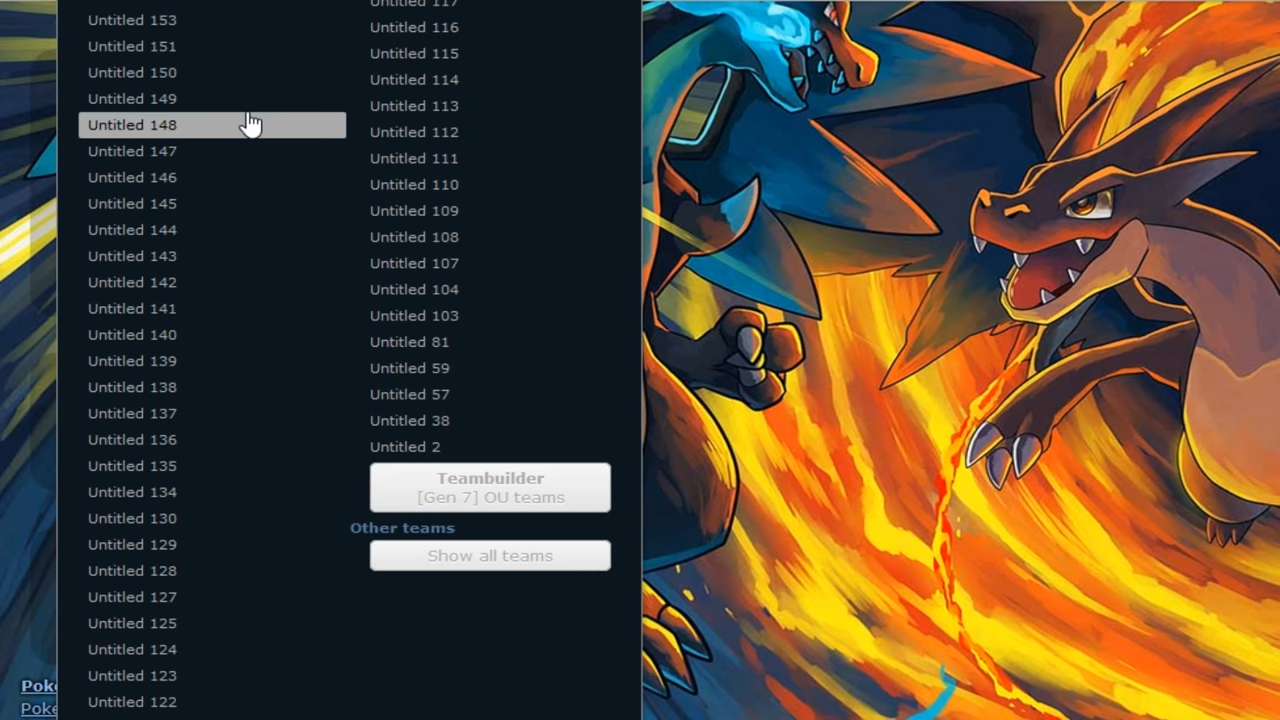 Untitled 153
Untitled 151
Untitled 150
Untitled 149
Untitled 148
Untitled 147
Untitled 146
Untitled 145
Untitled 144
Untitled 143
Untitled 142
Untitled 141
Untitled 140
Untitled 139
Untitled 138
Untitled 137
Untitled 136
Untitled 135
Untitled 134
Untitled 130
Untitled 129
Untitled 128
Untitled 127
Untitled 125
Untitled 124
Untitled 123
Untitled 122
Untitled 117
Untitled 116
Untitled 115
Untitled 114
Untitled 113
Untitled 112
Untitled 111
Untitled 110
Untitled 109
Untitled 108
Untitled 107
Untitled 104
Untitled 103
Untitled 81
Untitled 59
Untitled 57
Untitled 38
Untitled 2
Teambuilder
[Gen 7] OU teams
Other teams
Show all teams
Poke
Poke